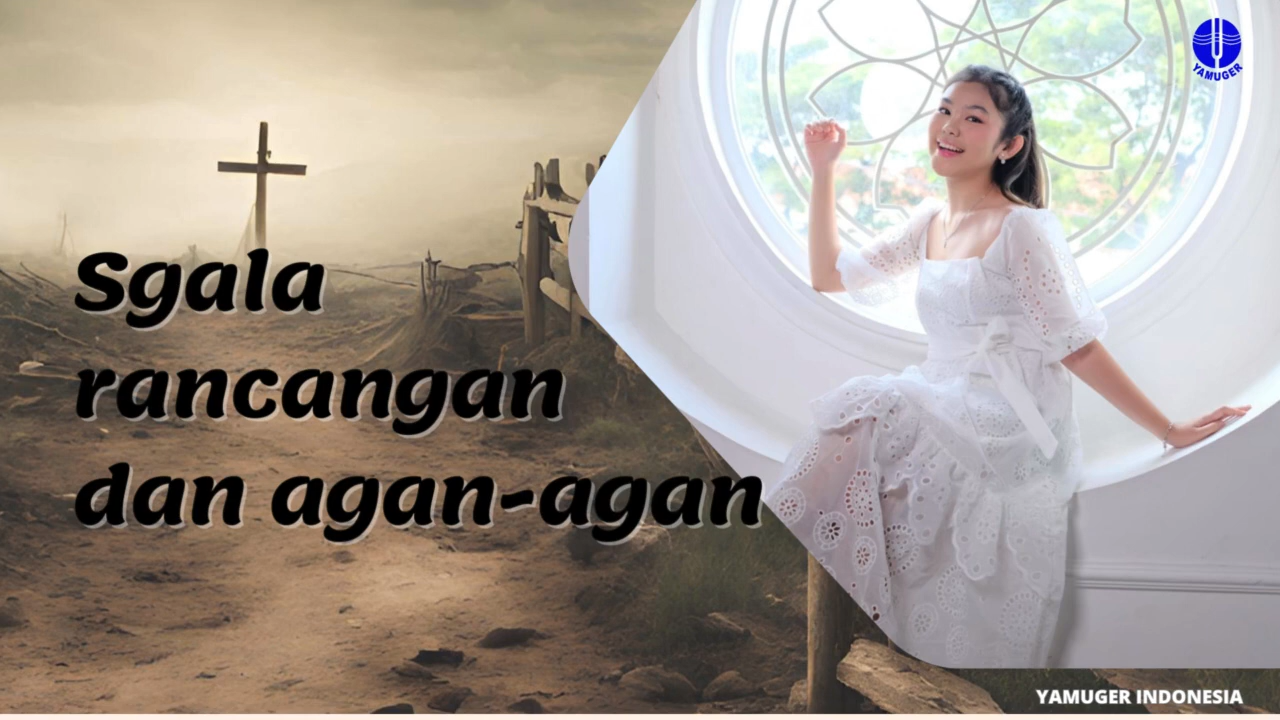 YAMUGER
Sgala
rancangan
dan agan-agan
YAMUGER INDONESIA